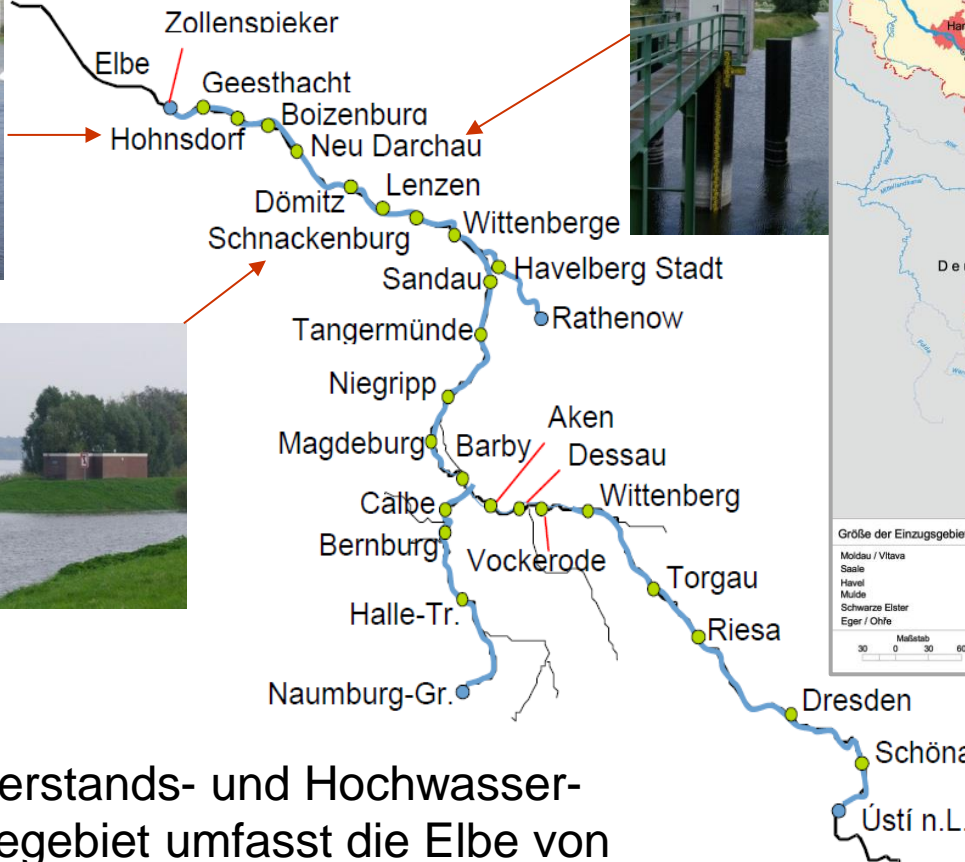 Zollenspieker
Elbe
Geesthacht
Boizenburg
Hohnsdorf
Neu Darchau
Lenzen
Dömitz
Wittenberge
Schnackenburg
Havelberg Stadt
Sandau
Rathenow
Tangermünde
Niegripp
Aken
Magdeburg
Barby
Dessau
Calbe
Wittenberg
Bernburg
Vockerode
Torgau
Halle-Tr.
Riesa
Naumburg-Gr.
Dresden
Schöna
Ústí n.L.
Mittellandkanal
Größe der Einzugsgebiet
Moldau / Vltava
Saale
Havel
Mulde
Schwarze Elster
Eger / Ohře
Maßstab
30 0 30 60
erstands- und Hochwasser-
egebiet umfasst die Elbe von